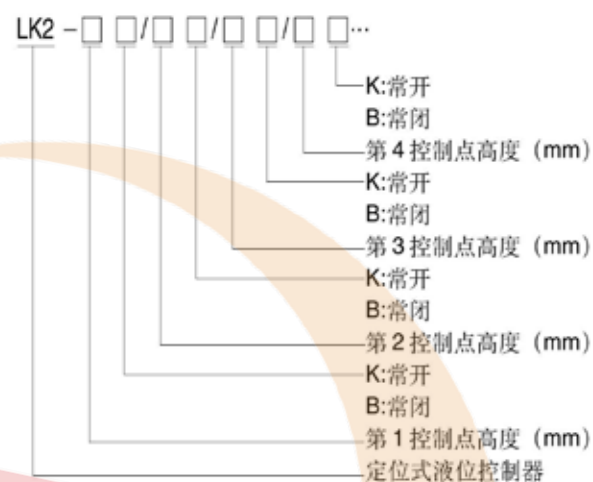 LK2-□ □/□ □/□ □/□ □…
K:常开
B:常闭
第4控制点高度（mm）
K:常开
B:常闭
第3控制点高度（mm）
K:常开
B:常闭
第2控制点高度（mm）
K:常开
B:常闭
第1控制点高度（mm）
定位式液位控制器